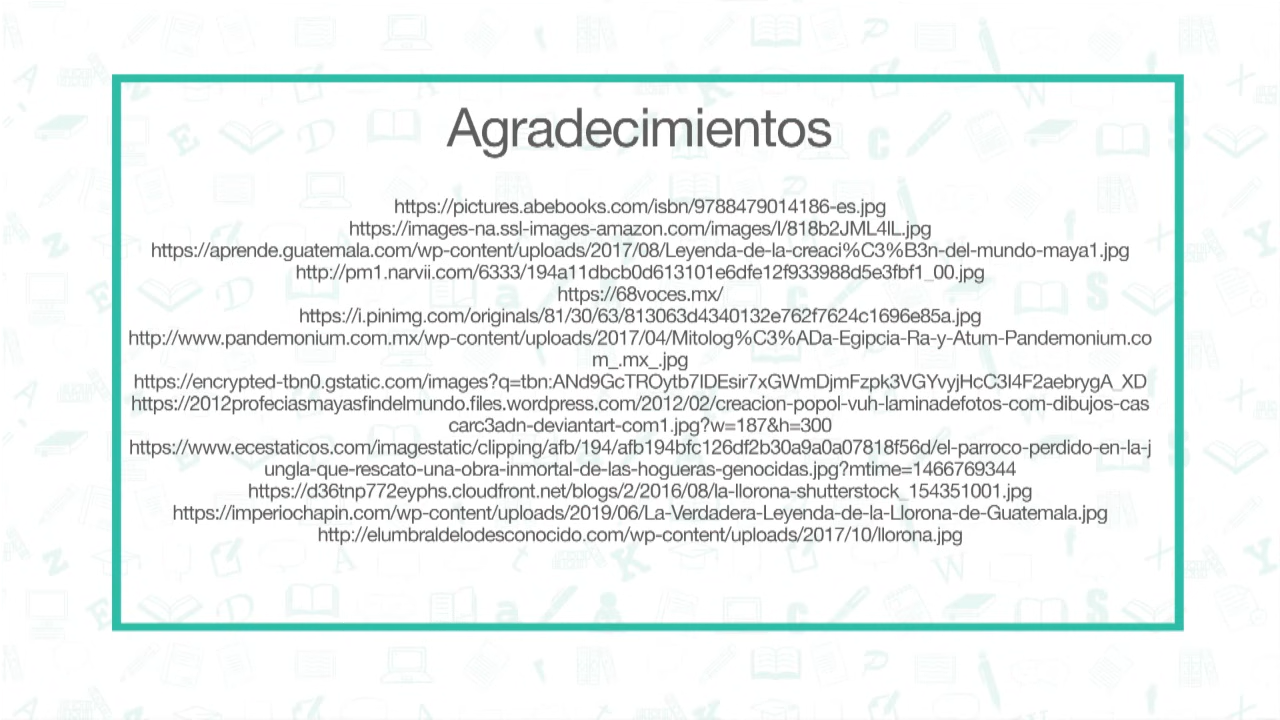 Agradecimientos
https://pictures.abebooks.com/isbn/9788479014186-es.jpg
https://images-na.ssl-images-amazon.com/images/I/818b2JML4lL.jpg
https://aprende.guatemala.com/wp-content/uploads/2017/08/Leyenda-de-la-creaci%C3%B3n-del-mundo-maya1.jpg
http://pm1.narvii.com/6333/194a11dbcb0d613101e6dfe12f933988d5e3fbf1_00.jpg
https://68voces.mx/
https://i.pinimg.com/originals/81/30/63/813063d4340132e762f7624c1696e85a.jpg
http://www.pandemonium.com.mx/wp-content/uploads/2017/04/Mitolog%C3%ADa-Egipcia-Ra-y-Atum-Pandemonium.co
m_.mx_.jpg
https://encrypted-tbn0.gstatic.com/images?q=tbn:ANd9GcTROytb7IDEsir7xGWmDjmFzpk3VGYvyjHcC3I4F2aebrygA_XD
https://2012profeciasmayasfindelmundo.files.wordpress.com/2012/02/creacion-popol-vuh-laminadefotos-com-dibujos-cas
carc3adn-deviantart-com1.jpg?w=187&h=300
https://www.ecestaticos.com/imagestatic/clipping/afb/194/afb194bfc126df2b30a9a0a07818f56d/el-parroco-perdido-en-la-j
ungla-que-rescato-una-obra-inmortal-de-las-hogueras-genocidas.jpg?mtime=1466769344
https://d36tnp772eyphs.cloudfront.net/blogs/2/2016/08/la-llorona-shutterstock_154351001.jpg
https://imperiochapin.com/wp-content/uploads/2019/06/La-Verdadera-Leyenda-de-la-Llorona-de-Guatemala.jpg
http://elumbraldelodesconocido.com/wp-content/uploads/2017/10/llorona.jpg